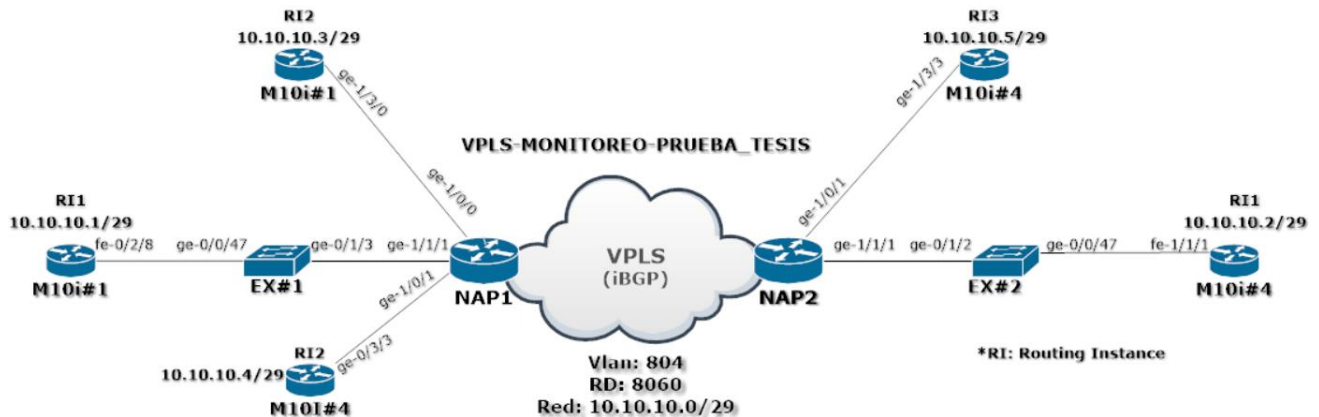 RI2
10.10.10.3/29
M10i#1
ge-1/3/0
RI3
10.10.10.5/29
M10i#4
ge-1/3/3
VPLS-MONITOREO-PRUEBA_TESIS
ge-1/0/0
ge-1/0/1
RI1
10.10.10.1/29
fe-0/2/8
ge-0/0/47
ge-0/1/3
ge-1/1/1
M10i#1
EX#1
NAP1
VPLS
(iBGP)
NAP2
ge-1/1/1
ge-0/1/2
ge-0/0/47
fe-1/1/1
RI1
10.10.10.2/29
EX#2
M10i#4
ge-1/0/1
ge-0/3/3
RI2
10.10.10.4/29
M10I#4
Vlan: 804
RD: 8060
Red: 10.10.10.0/29
*RI: Routing Instance